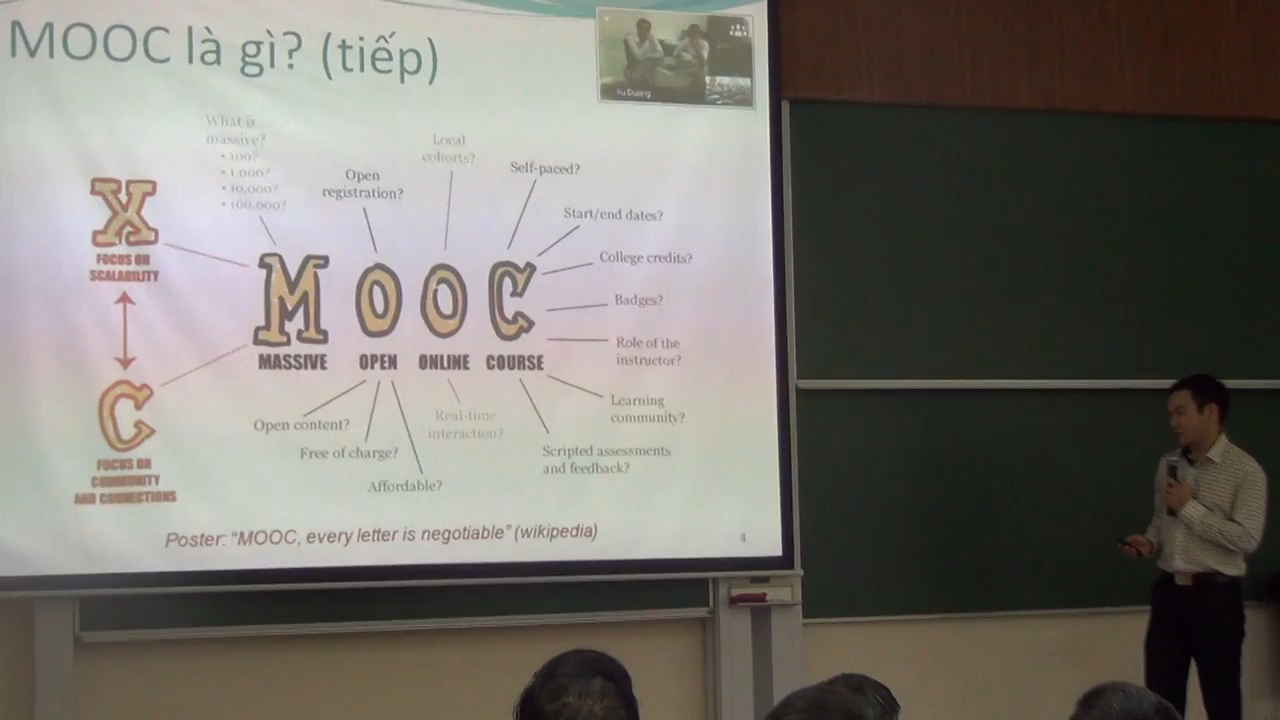 MOOC là gì? (tiếp)
Vu Duong
What is
massive?
• 100?
• 1,000?
• 10,000?
• 100,000?
Open
registration?
Local
cohorts?
Self-paced?
Start/end dates?
College credits?
Badges?
Role of the
instructor?
Learning
community?
Scripted assessments
and feedback?
X
FOCUS ON
SCALABILITY
C
FOCUS ON
COMMUNITY
AND CONNECTIONS
MOOC
MASSIVE OPEN ONLINE COURSE
Open content?
Free of charge?
Affordable?
Real-time
interaction?
Poster: “MOOC, every letter is negotiable” (wikipedia)
4